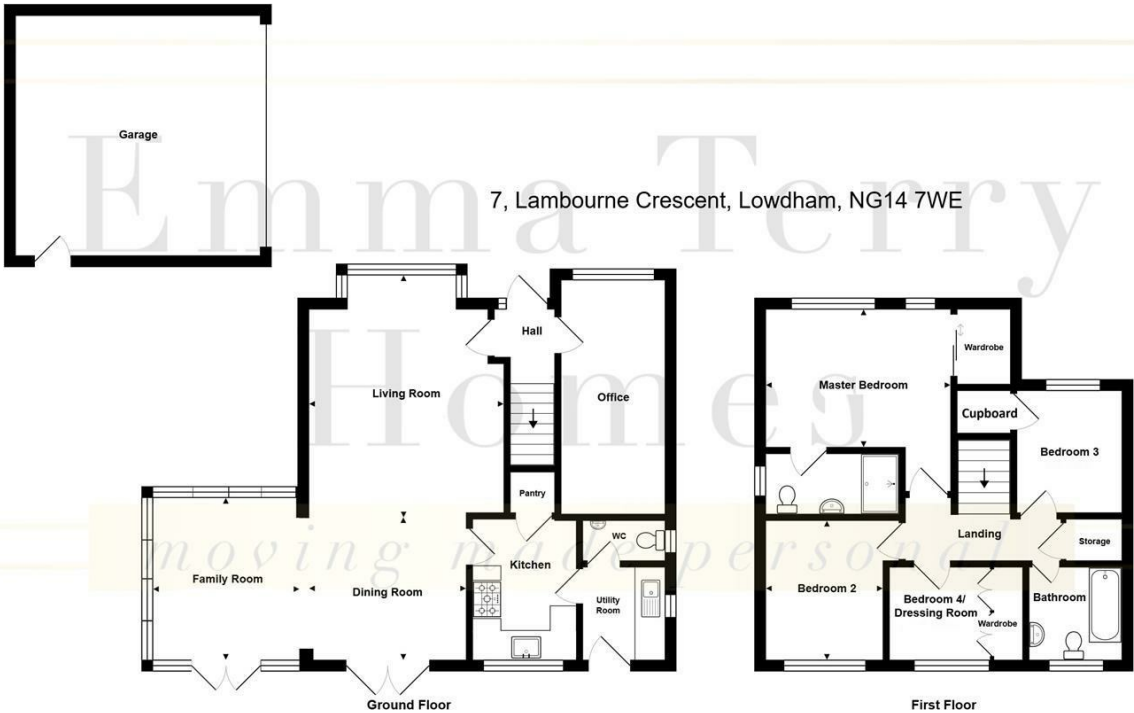 Garage
Emma Terry
Homes
moving made personal
7, Lambourne Crescent, Lowdham, NG14 7WE
Hall
Living Room
Office
Pantry
WC
Kitchen
Family Room
Dining Room
Utility
Room
Ground Floor
Wardrobe
Master Bedroom
Cupboard
Bedroom 3
Landing
Storage
Bedroom 2
Bedroom 4/
Dressing Room
Wardrobe
Bathroom
First Floor